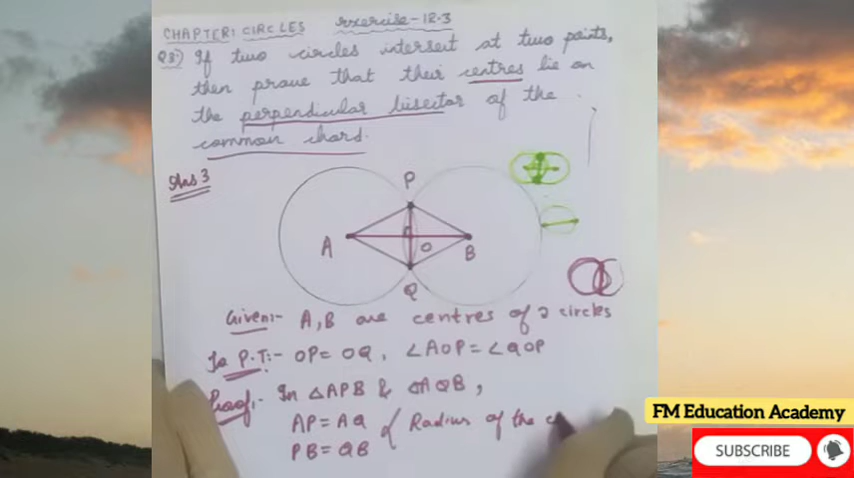 CHAPTER: CIRCLES Exercise-12.3
Q3:) If two circles intersect at two points,
then prove that their centres lie on
the perpendicular bisector of the
common chord.
Ans 3
P
A
O
B
Q
Given:- A, B are centres of 2 circles
To P.T:- OP = OQ, ∠AOP = ∠QOP
Proof:- In △APB & △AQB,
AP = AQ
PB = QB
Radius of the
FM Education Academy
SUBSCRIBE